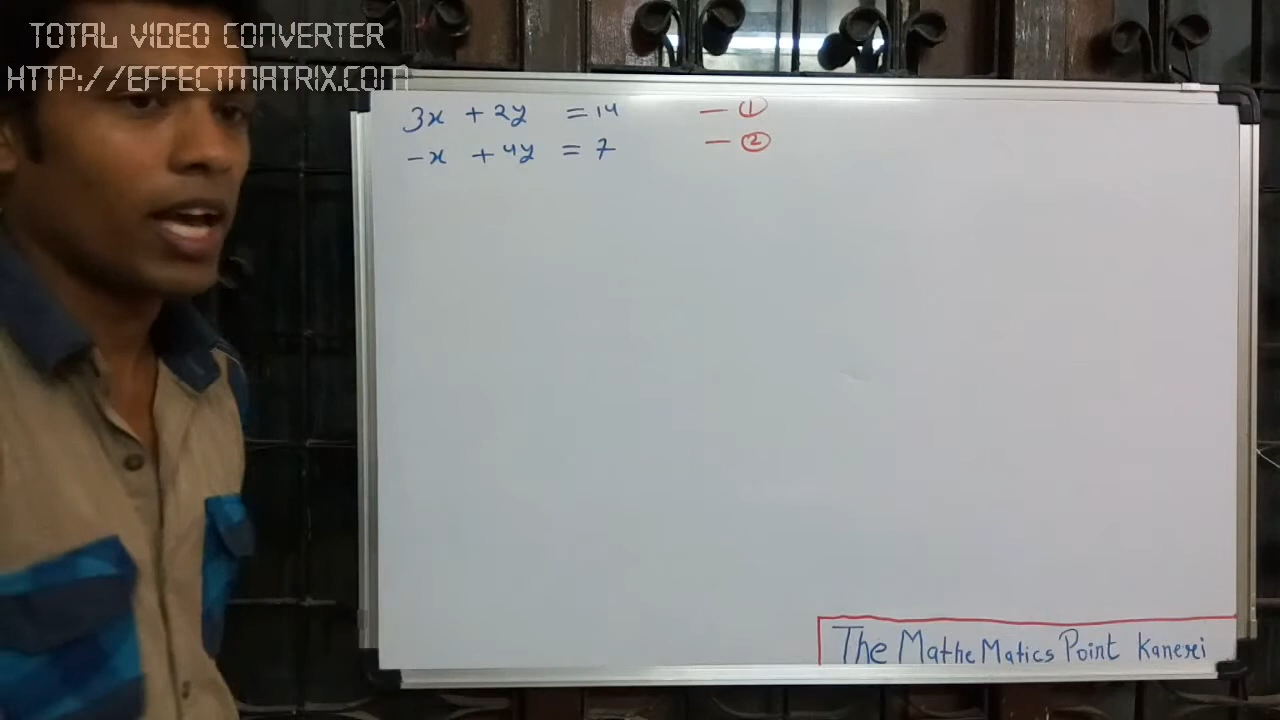 TOTAL VIDEO CONVERTER
HTTP://EFFECTMATRIX.COM
3x + 2y = 14 — ①
-x + 4y = 7 — ②
The MatheMatics Point Kaneri